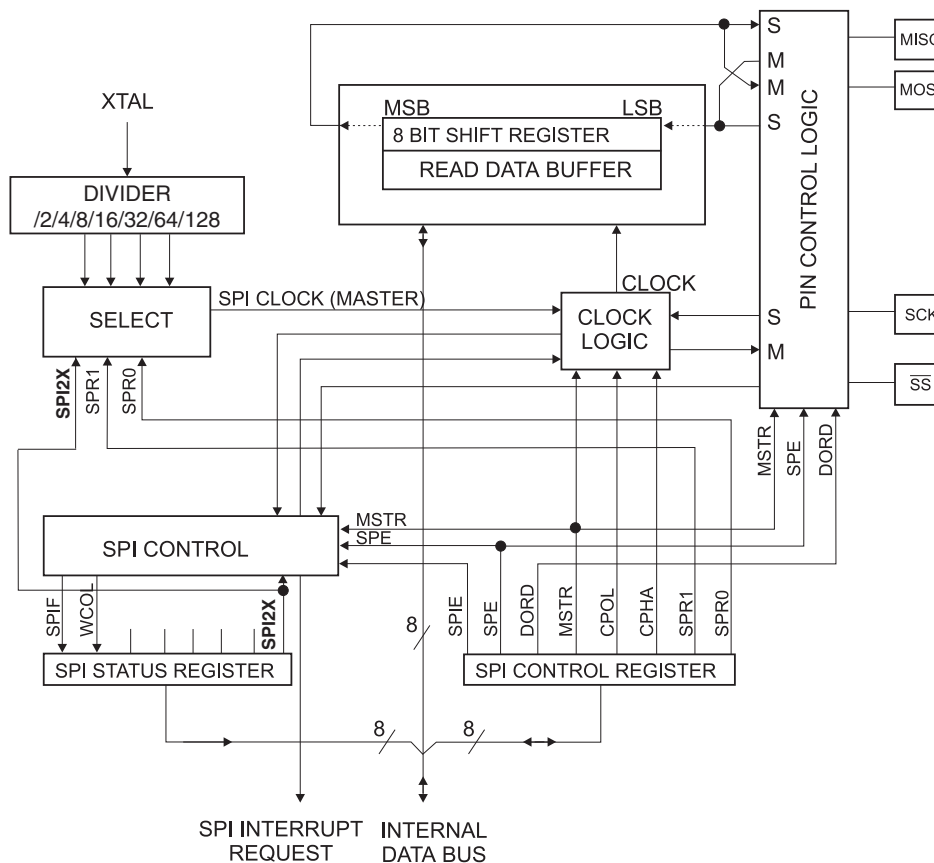 S
MISO
M
XTAL
MSB
LSB
M
MOSI
8 BIT SHIFT REGISTER
S
READ DATA BUFFER
DIVIDER
/2/4/8/16/32/64/128
PIN CONTROL LOGIC
SPI CLOCK (MASTER)
CLOCK
SELECT
CLOCK
LOGIC
S
SCK
M
SPI2X
SPR1
SPR0
SS
MSTR
SPE
DORD
MSTR
SPE
SPI CONTROL
SPIF
WCOL
SPI2X
8
SPIE
SPE
DORD
MSTR
CPOL
CPHA
SPR1
SPR0
SPI STATUS REGISTER
SPI CONTROL REGISTER
8
8
SPI INTERRUPT
REQUEST
INTERNAL
DATA BUS